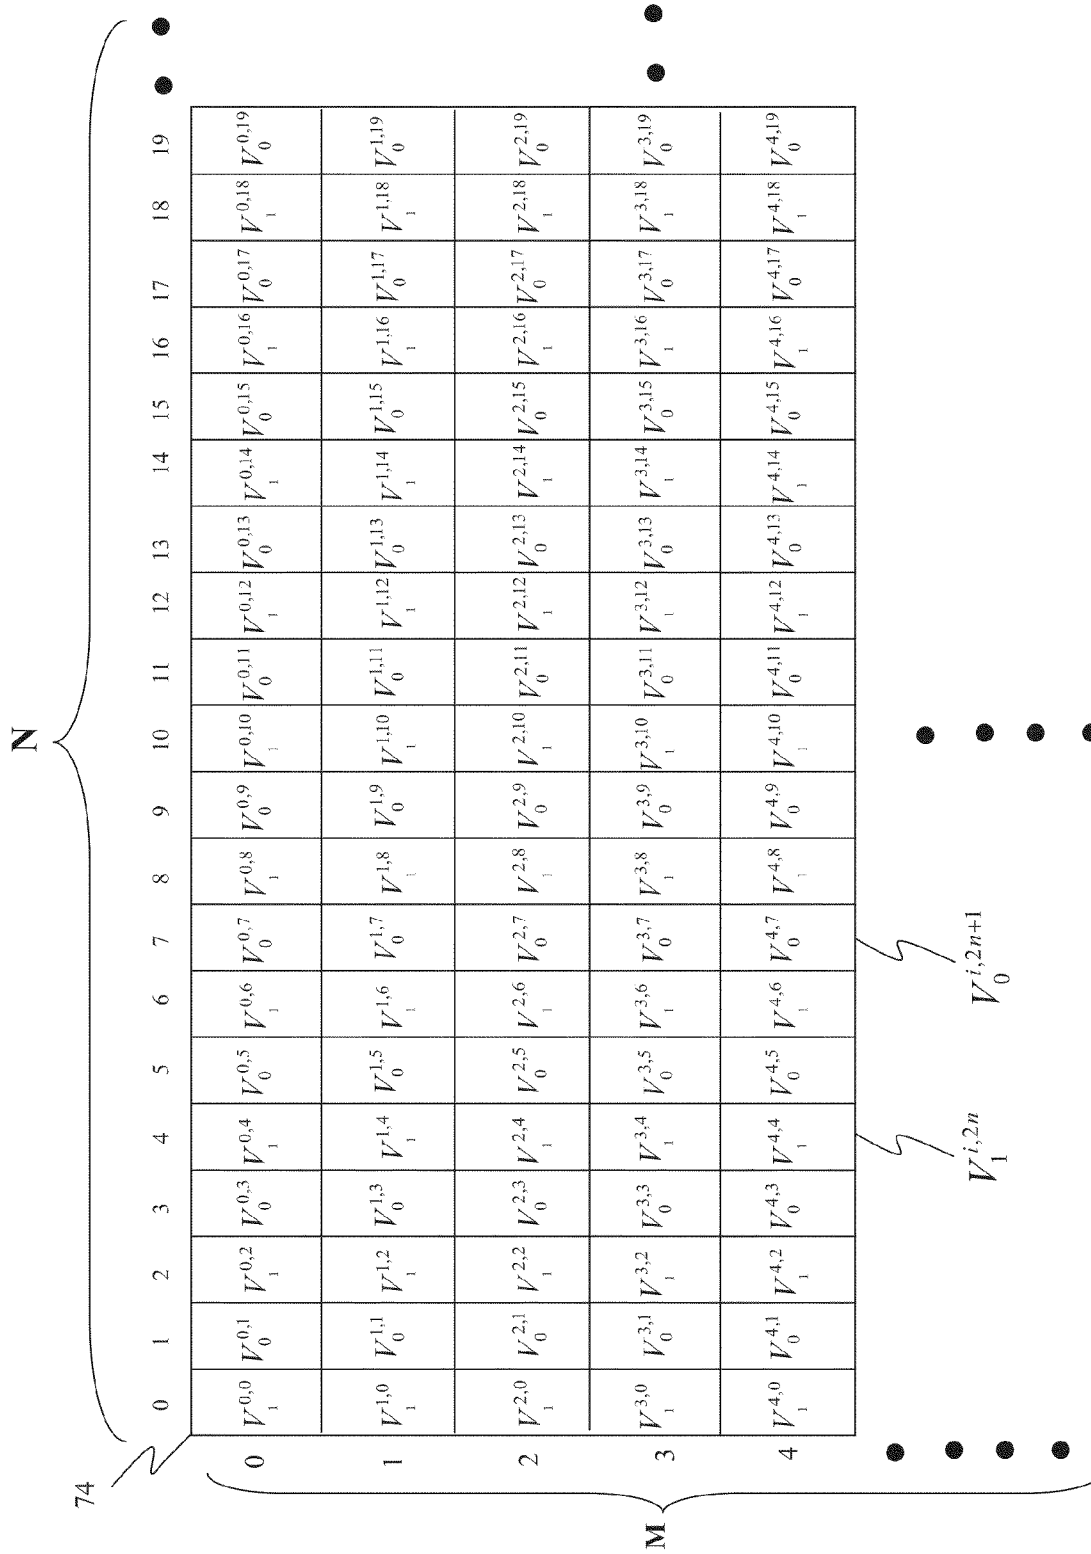 N
74
0 1 2 3 4 5 6 7 8 9 10 11 12 13 14 15 16 17 18 19
0 V_1^{0,0} V_0^{0,1} V_1^{0,2} V_0^{0,3} V_1^{0,4} V_0^{0,5} V_1^{0,6} V_0^{0,7} V_1^{0,8} V_0^{0,9} V_1^{0,10} V_0^{0,11} V_1^{0,12} V_0^{0,13} V_1^{0,14} V_0^{0,15} V_1^{0,16} V_0^{0,17} V_1^{0,18} V_0^{0,19}
1 V_1^{1,0} V_0^{1,1} V_1^{1,2} V_0^{1,3} V_1^{1,4} V_0^{1,5} V_1^{1,6} V_0^{1,7} V_1^{1,8} V_0^{1,9} V_1^{1,10} V_0^{1,11} V_1^{1,12} V_0^{1,13} V_1^{1,14} V_0^{1,15} V_1^{1,16} V_0^{1,17} V_1^{1,18} V_0^{1,19}
2 V_1^{2,0} V_0^{2,1} V_1^{2,2} V_0^{2,3} V_1^{2,4} V_0^{2,5} V_1^{2,6} V_0^{2,7} V_1^{2,8} V_0^{2,9} V_1^{2,10} V_0^{2,11} V_1^{2,12} V_0^{2,13} V_1^{2,14} V_0^{2,15} V_1^{2,16} V_0^{2,17} V_1^{2,18} V_0^{2,19}
M
3 V_1^{3,0} V_0^{3,1} V_1^{3,2} V_0^{3,3} V_1^{3,4} V_0^{3,5} V_1^{3,6} V_0^{3,7} V_1^{3,8} V_0^{3,9} V_1^{3,10} V_0^{3,11} V_1^{3,12} V_0^{3,13} V_1^{3,14} V_0^{3,15} V_1^{3,16} V_0^{3,17} V_1^{3,18} V_0^{3,19}
4 V_1^{4,0} V_0^{4,1} V_1^{4,2} V_0^{4,3} V_1^{4,4} V_0^{4,5} V_1^{4,6} V_0^{4,7} V_1^{4,8} V_0^{4,9} V_1^{4,10} V_0^{4,11} V_1^{4,12} V_0^{4,13} V_1^{4,14} V_0^{4,15} V_1^{4,16} V_0^{4,17} V_1^{4,18} V_0^{4,19}
V_1^{i,2n} V_0^{i,2n+1}